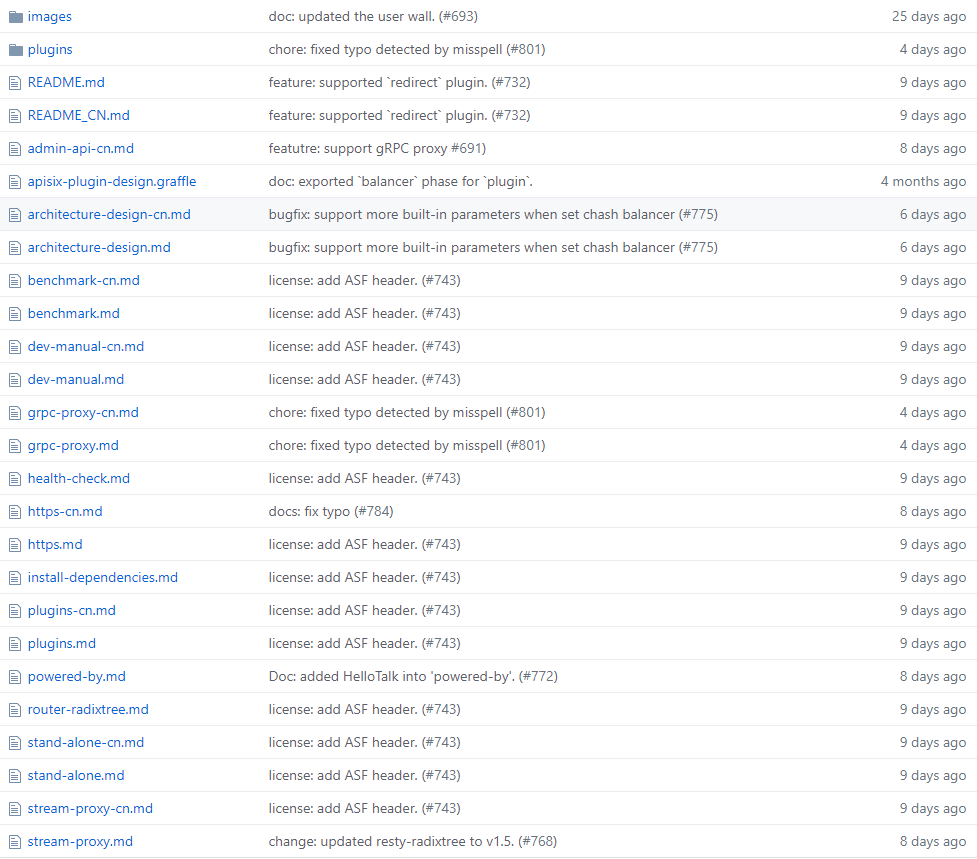 images doc: updated the user wall. (#693) 25 days ago
plugins chore: fixed typo detected by misspell (#801) 4 days ago
README.md feature: supported `redirect` plugin. (#732) 9 days ago
README_CN.md feature: supported `redirect` plugin. (#732) 9 days ago
admin-api-cn.md featutre: support gRPC proxy #691) 8 days ago
apisix-plugin-design.graffle doc: exported `balancer` phase for `plugin`. 4 months ago
architecture-design-cn.md bugfix: support more built-in parameters when set chash balancer (#775) 6 days ago
architecture-design.md bugfix: support more built-in parameters when set chash balancer (#775) 6 days ago
benchmark-cn.md license: add ASF header. (#743) 9 days ago
benchmark.md license: add ASF header. (#743) 9 days ago
dev-manual-cn.md license: add ASF header. (#743) 9 days ago
dev-manual.md license: add ASF header. (#743) 9 days ago
grpc-proxy-cn.md chore: fixed typo detected by misspell (#801) 4 days ago
grpc-proxy.md chore: fixed typo detected by misspell (#801) 4 days ago
health-check.md license: add ASF header. (#743) 9 days ago
https-cn.md docs: fix typo (#784) 8 days ago
https.md license: add ASF header. (#743) 9 days ago
install-dependencies.md license: add ASF header. (#743) 9 days ago
plugins-cn.md license: add ASF header. (#743) 9 days ago
plugins.md license: add ASF header. (#743) 9 days ago
powered-by.md Doc: added HelloTalk into 'powered-by'. (#772) 8 days ago
router-radixtree.md license: add ASF header. (#743) 9 days ago
stand-alone-cn.md license: add ASF header. (#743) 9 days ago
stand-alone.md license: add ASF header. (#743) 9 days ago
stream-proxy-cn.md license: add ASF header. (#743) 9 days ago
stream-proxy.md change: updated resty-radixtree to v1.5. (#768) 8 days ago